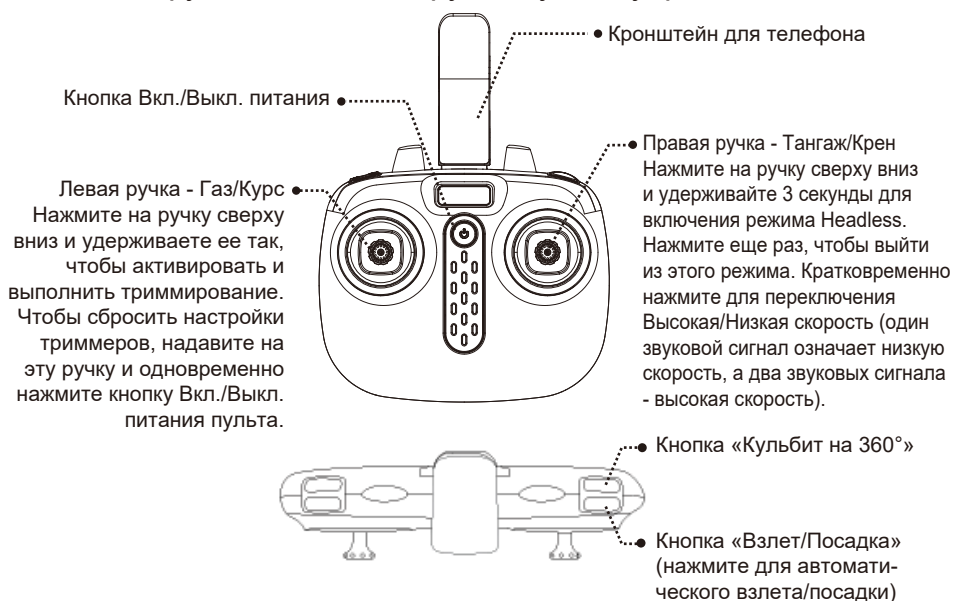 Кронштейн для телефона
Кнопка Вкл./Выкл. питания
Левая ручка - Газ/Курс
Нажмите на ручку сверху
вниз и удерживаете ее так,
чтобы активировать и
выполнить триммирование.
Чтобы сбросить настройки
триммеров, надавите на
эту ручку и одновременно
нажмите кнопку Вкл./Выкл.
питания пульта.
Правая ручка - Тангаж/Крен
Нажмите на ручку сверху вниз
и удерживайте 3 секунды для
включения режима Headless.
Нажмите еще раз, чтобы выйти
из этого режима. Кратковременно
нажмите для переключения
Высокая/Низкая скорость (один
звуковой сигнал означает низкую
скорость, а два звуковых сигнала
- высокая скорость).
Кнопка «Кульбит на 360°»
Кнопка «Взлет/Посадка»
(нажмите для автомати-
ческого взлета/посадки)